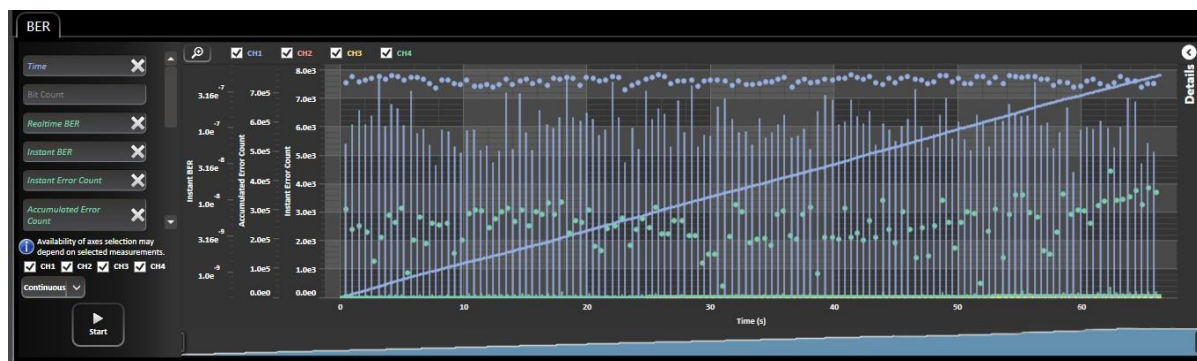 BER
Time
Bit Count
Realtime BER
Instant BER
Instant Error Count
Accumulated Error
Count
Availability of axes selection may
depend on selected measurements.
CH1 CH2 CH3 CH4
Continuous
Start
CH1 CH2 CH3 CH4
Instant BER
3.16e -7
1.0e -7
3.16e -8
1.0e -8
3.16e -9
1.0e -9
Accumulated Error Count
7.0e5
6.0e5
5.0e5
4.0e5
3.0e5
2.0e5
1.0e5
0.0e0
Instant Error Count
8.0e3
7.0e3
6.0e3
5.0e3
4.0e3
3.0e3
2.0e3
1.0e3
0.0e0
0 10 20 30 40 50 60
Time (s)
Details